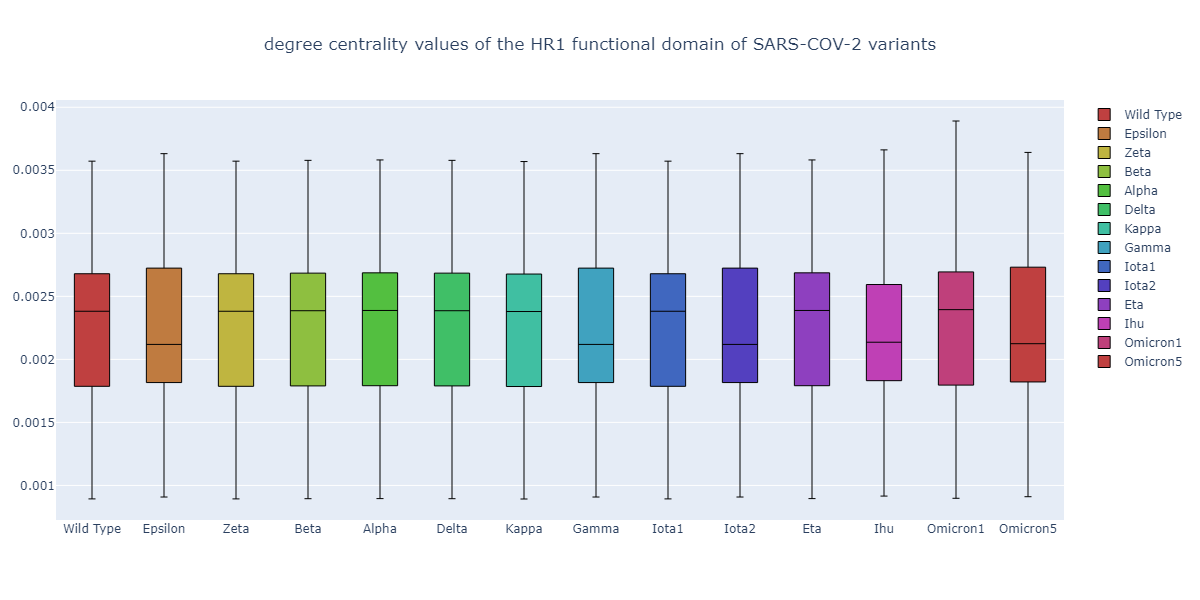 degree centrality values of the HR1 functional domain of SARS-COV-2 variants
0.004
0.0035
0.003
0.0025
0.002
0.0015
0.001
Wild Type Epsilon Zeta Beta Alpha Delta Kappa Gamma Iota1 Iota2 Eta Ihu Omicron1 Omicron5
Wild Type
Epsilon
Zeta
Beta
Alpha
Delta
Kappa
Gamma
Iota1
Iota2
Eta
Ihu
Omicron1
Omicron5